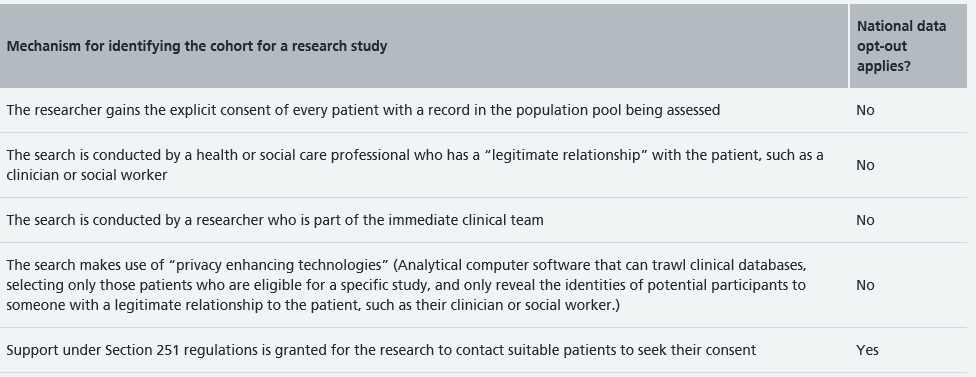 Mechanism for identifying the cohort for a research study
National data
opt-out
applies?
The researcher gains the explicit consent of every patient with a record in the population pool being assessed
No
The search is conducted by a health or social care professional who has a “legitimate relationship” with the patient, such as a
clinician or social worker
No
The search is conducted by a researcher who is part of the immediate clinical team
No
The search makes use of “privacy enhancing technologies” (Analytical computer software that can trawl clinical databases,
selecting only those patients who are eligible for a specific study, and only reveal the identities of potential participants to
someone with a legitimate relationship to the patient, such as their clinician or social worker.)
No
Support under Section 251 regulations is granted for the research to contact suitable patients to seek their consent
Yes